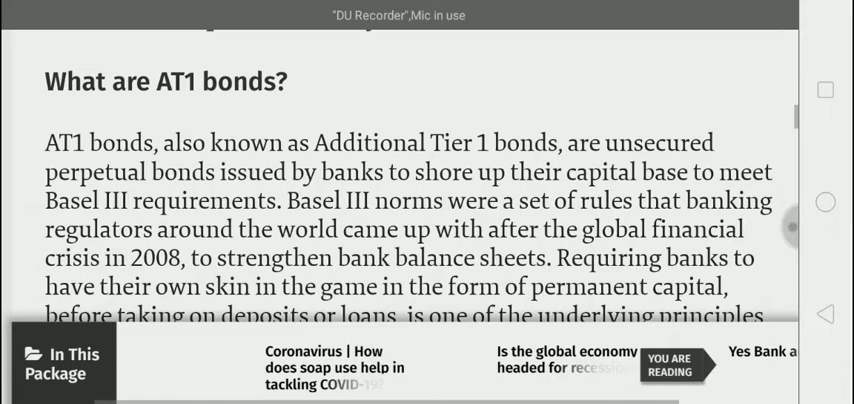 "DU Recorder",Mic in use
What are AT1 bonds?
AT1 bonds, also known as Additional Tier 1 bonds, are unsecured
perpetual bonds issued by banks to shore up their capital base to meet
Basel III requirements. Basel III norms were a set of rules that banking
regulators around the world came up with after the global financial
crisis in 2008, to strengthen bank balance sheets. Requiring banks to
have their own skin in the game in the form of permanent capital,
before taking on deposits or loans, is one of the underlying principles
In This
Package
Coronavirus | How
does soap use help in
tackling COVID-19?
Is the global economy
headed for recession
YOU ARE
READING
Yes Bank a